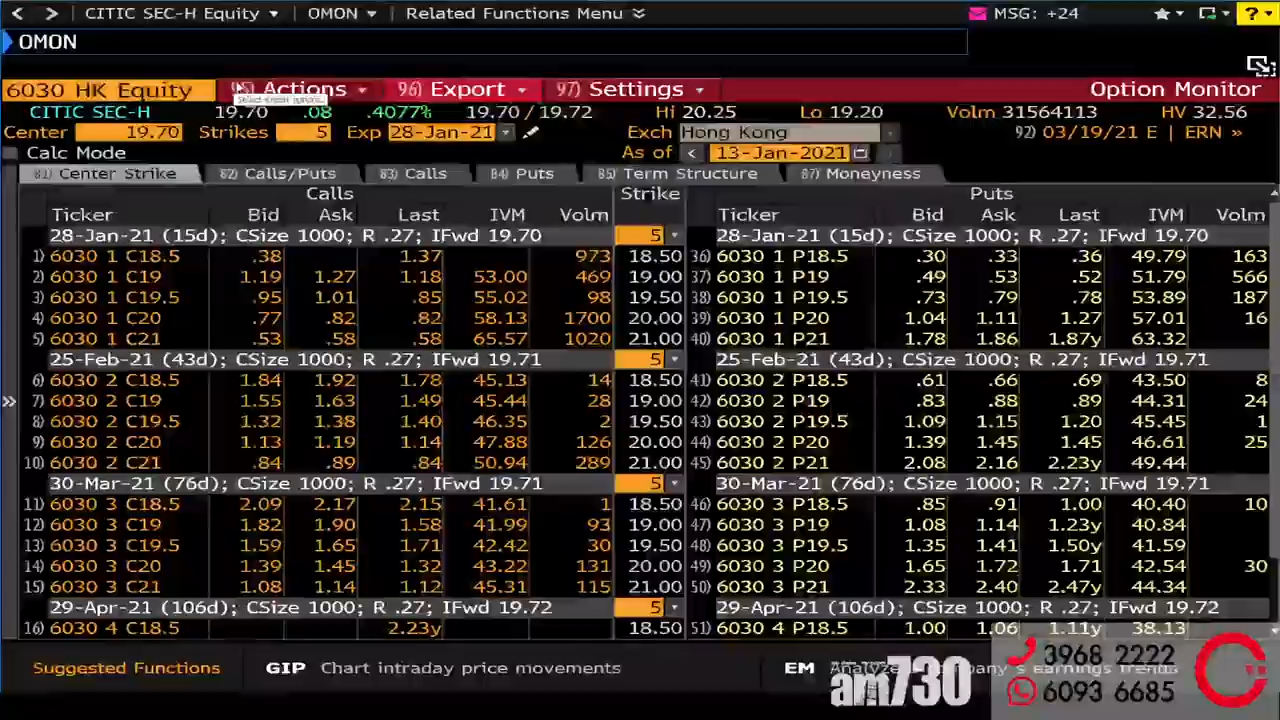 CITIC SEC-H Equity OMON Related Functions Menu MSG: +24 ?
OMON
6030 HK Equity Actions 96) Export 97) Settings Option Monitor
CITIC SEC-H 19.70 .08 .4077% 19.70 / 19.72 Hi 20.25 Lo 19.20 Volm 31564113 HV 32.56
Center 19.70 Strikes 5 Exp 28-Jan-21 Exch Hong Kong 92) 03/19/21 E | ERN »
Calc Mode As of < 13-Jan-2021
81) Center Strike 82) Calls/Puts 83) Calls 84) Puts 85) Term Structure 87) Moneyness
Calls Strike Puts
Ticker Bid Ask Last IVM Volm Ticker Bid Ask Last IVM Volm
28-Jan-21 (15d); CSize 1000; R .27; IFwd 19.70 5 28-Jan-21 (15d); CSize 1000; R .27; IFwd 19.70
1) 6030 1 C18.5 .38 1.37 973 18.50 36) 6030 1 P18.5 .30 .33 .36 49.79 163
2) 6030 1 C19 1.19 1.27 1.18 53.00 469 19.00 37) 6030 1 P19 .49 .53 .52 51.79 566
3) 6030 1 C19.5 .95 1.01 .85 55.02 98 19.50 38) 6030 1 P19.5 .73 .79 .78 53.89 187
4) 6030 1 C20 .77 .82 .82 58.13 1700 20.00 39) 6030 1 P20 1.04 1.11 1.27 57.01 16
5) 6030 1 C21 .53 .58 .58 65.57 1020 21.00 40) 6030 1 P21 1.78 1.86 1.87y 63.32
25-Feb-21 (43d); CSize 1000; R .27; IFwd 19.71 5 25-Feb-21 (43d); CSize 1000; R .27; IFwd 19.71
6) 6030 2 C18.5 1.84 1.92 1.78 45.13 14 18.50 41) 6030 2 P18.5 .61 .66 .69 43.50 8
7) 6030 2 C19 1.55 1.63 1.49 45.44 28 19.00 42) 6030 2 P19 .83 .88 .89 44.31 24
8) 6030 2 C19.5 1.32 1.38 1.40 46.35 2 19.50 43) 6030 2 P19.5 1.09 1.15 1.20 45.45 1
9) 6030 2 C20 1.13 1.19 1.14 47.88 126 20.00 44) 6030 2 P20 1.39 1.45 1.45 46.61 25
10) 6030 2 C21 .84 .89 .84 50.94 289 21.00 45) 6030 2 P21 2.08 2.16 2.23y 49.44
30-Mar-21 (76d); CSize 1000; R .27; IFwd 19.71 5 30-Mar-21 (76d); CSize 1000; R .27; IFwd 19.71
11) 6030 3 C18.5 2.09 2.17 2.15 41.61 1 18.50 46) 6030 3 P18.5 .85 .91 1.00 40.40 10
12) 6030 3 C19 1.82 1.90 1.58 41.99 93 19.00 47) 6030 3 P19 1.08 1.14 1.23y 40.84
13) 6030 3 C19.5 1.59 1.65 1.71 42.42 30 19.50 48) 6030 3 P19.5 1.35 1.41 1.50y 41.59
14) 6030 3 C20 1.39 1.45 1.32 43.22 131 20.00 49) 6030 3 P20 1.65 1.72 1.71 42.54 30
15) 6030 3 C21 1.08 1.14 1.12 45.31 115 21.00 50) 6030 3 P21 2.33 2.40 2.47y 44.34
29-Apr-21 (106d); CSize 1000; R .27; IFwd 19.72 5 29-Apr-21 (106d); CSize 1000; R .27; IFwd 19.72
16) 6030 4 C18.5 2.23y 18.50 51) 6030 4 P18.5 1.00 1.06 1.11y 38.13
Suggested Functions GIP Chart intraday price movements EM Analyze company's earnings trends
am730
3968 2222
6093 6685